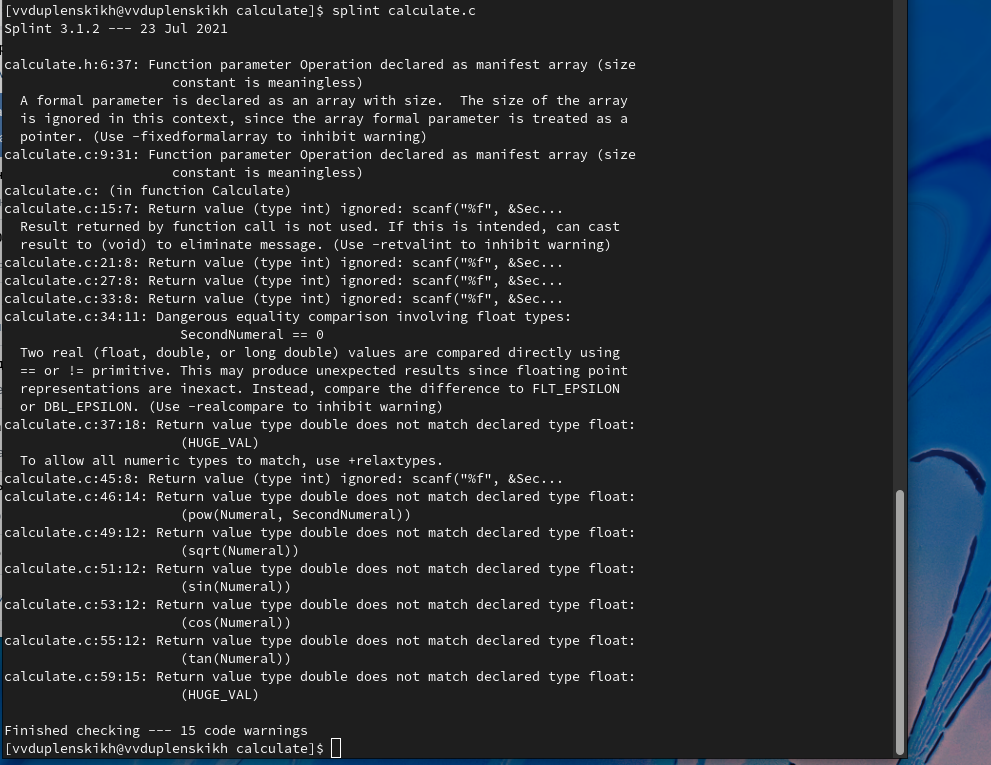 [vvduplenskikh@vvduplenskikh calculate]$ splint calculate.c
Splint 3.1.2 --- 23 Jul 2021
calculate.h:6:37: Function parameter Operation declared as manifest array (size
constant is meaningless)
A formal parameter is declared as an array with size.  The size of the array
is ignored in this context, since the array formal parameter is treated as a
pointer. (Use -fixedformalarray to inhibit warning)
calculate.c:9:31: Function parameter Operation declared as manifest array (size
constant is meaningless)
calculate.c: (in function Calculate)
calculate.c:15:7: Return value (type int) ignored: scanf("%f", &Sec...
Result returned by function call is not used. If this is intended, can cast
result to (void) to eliminate message. (Use -retvalint to inhibit warning)
calculate.c:21:8: Return value (type int) ignored: scanf("%f", &Sec...
calculate.c:27:8: Return value (type int) ignored: scanf("%f", &Sec...
calculate.c:33:8: Return value (type int) ignored: scanf("%f", &Sec...
calculate.c:34:11: Dangerous equality comparison involving float types:
SecondNumeral == 0
Two real (float, double, or long double) values are compared directly using
== or != primitive. This may produce unexpected results since floating point
representations are inexact. Instead, compare the difference to FLT_EPSILON
or DBL_EPSILON. (Use -realcompare to inhibit warning)
calculate.c:37:18: Return value type double does not match declared type float:
(HUGE_VAL)
To allow all numeric types to match, use +relaxtypes.
calculate.c:45:8: Return value (type int) ignored: scanf("%f", &Sec...
calculate.c:46:14: Return value type double does not match declared type float:
(pow(Numeral, SecondNumeral))
calculate.c:49:12: Return value type double does not match declared type float:
(sqrt(Numeral))
calculate.c:51:12: Return value type double does not match declared type float:
(sin(Numeral))
calculate.c:53:12: Return value type double does not match declared type float:
(cos(Numeral))
calculate.c:55:12: Return value type double does not match declared type float:
(tan(Numeral))
calculate.c:59:15: Return value type double does not match declared type float:
(HUGE_VAL)
Finished checking --- 15 code warnings
[vvduplenskikh@vvduplenskikh calculate]$